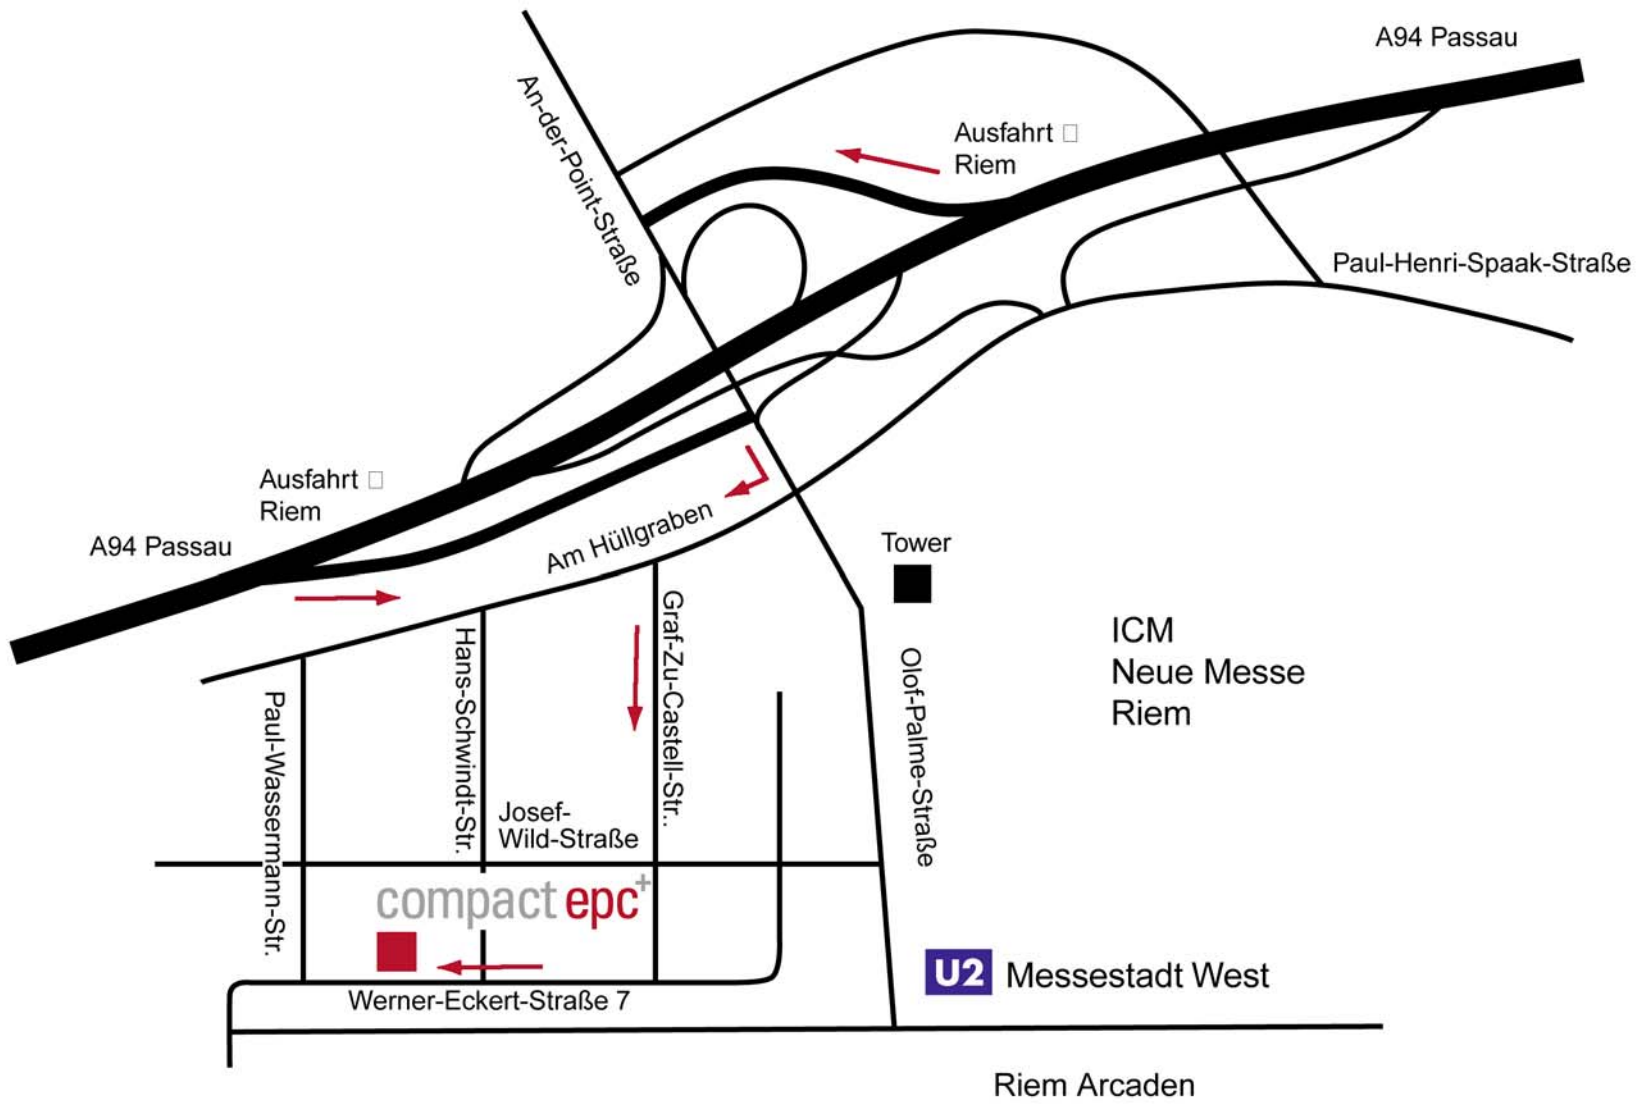 A94 Passau
An-der-Point-Straße
Ausfahrt
Riem
Paul-Henri-Spaak-Straße
Ausfahrt
Riem
A94 Passau
Am Hüllgraben
Tower
Graf-Zu-Castell-Str..
Hans-Schwindt-Str.
Paul-Wassermann-Str.
Olof-Palme-Straße
ICM
Neue Messe
Riem
Josef-
Wild-Straße
compact epc+
U2 Messestadt West
Werner-Eckert-Straße 7
Riem Arcaden